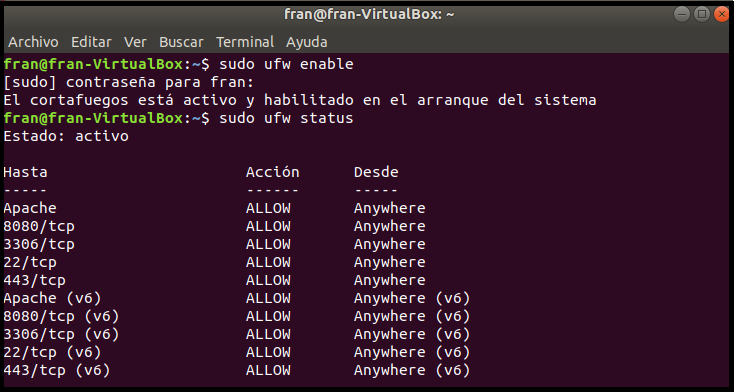 fran@fran-VirtualBox: ~
Archivo Editar Ver Buscar Terminal Ayuda
fran@fran-VirtualBox:~$ sudo ufw enable
[sudo] contraseña para fran:
El cortafuegos está activo y habilitado en el arranque del sistema
fran@fran-VirtualBox:~$ sudo ufw status
Estado: activo

Hasta                      Acción      Desde
-----                      ------      -----
Apache                     ALLOW       Anywhere
8080/tcp                   ALLOW       Anywhere
3306/tcp                   ALLOW       Anywhere
22/tcp                     ALLOW       Anywhere
443/tcp                    ALLOW       Anywhere
Apache (v6)                ALLOW       Anywhere (v6)
8080/tcp (v6)              ALLOW       Anywhere (v6)
3306/tcp (v6)              ALLOW       Anywhere (v6)
22/tcp (v6)                ALLOW       Anywhere (v6)
443/tcp (v6)               ALLOW       Anywhere (v6)